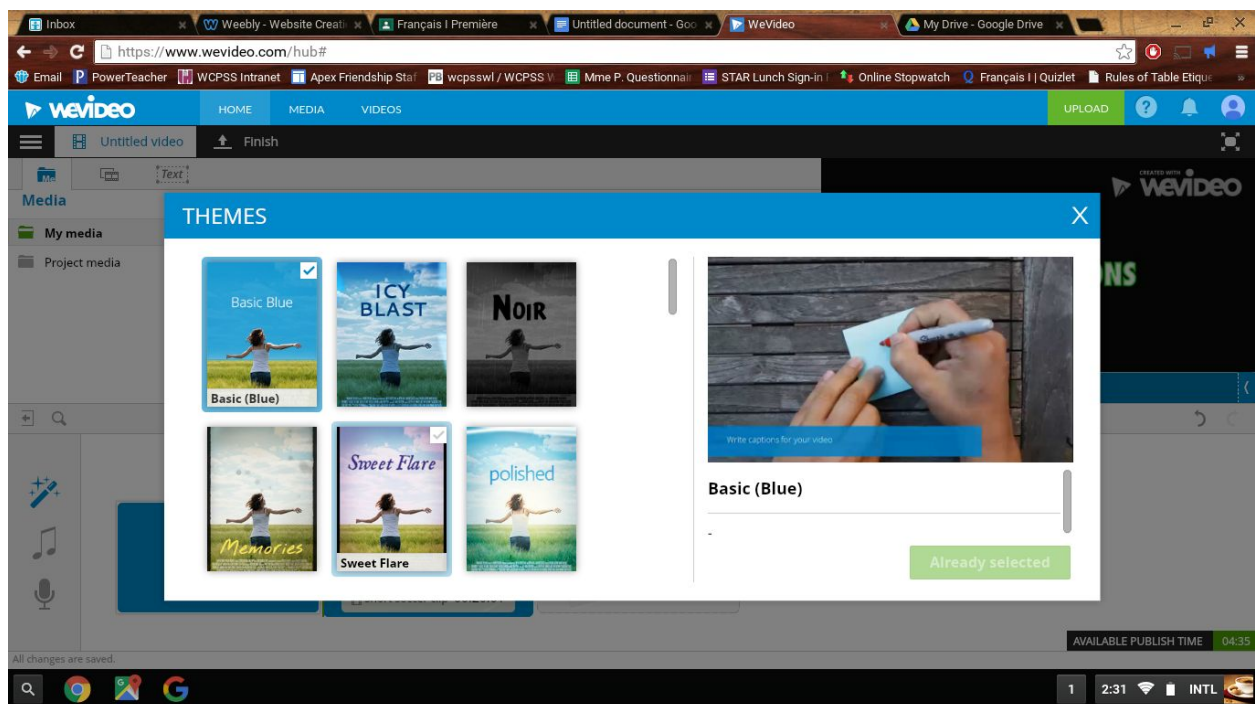 Inbox
Weebly - Website Creati
Français I Première
Untitled document - Goo
WeVideo
My Drive - Google Drive
https://www.wevideo.com/hub#
Email
PowerTeacher
WCPSS Intranet
Apex Friendship Staf
PB wcpsswl / WCPSS W
Mme P. Questionnair
STAR Lunch Sign-in
Online Stopwatch
Français I | Quizlet
Rules of Table Etique
»
WEVIDEO
HOME
MEDIA
VIDEOS
UPLOAD
?
Untitled video
Finish
Me
Text
CREATED WITH
WEVIDEO
Media
My media
Project media
NS
THEMES
X
Basic Blue
Basic (Blue)
ICY
BLAST
NOIR
Memories
Sweet Flare
Sweet Flare
polished
Write captions for your video
Basic (Blue)
-
Already selected
AVAILABLE PUBLISH TIME 04:35
All changes are saved.
1
2:31
INTL